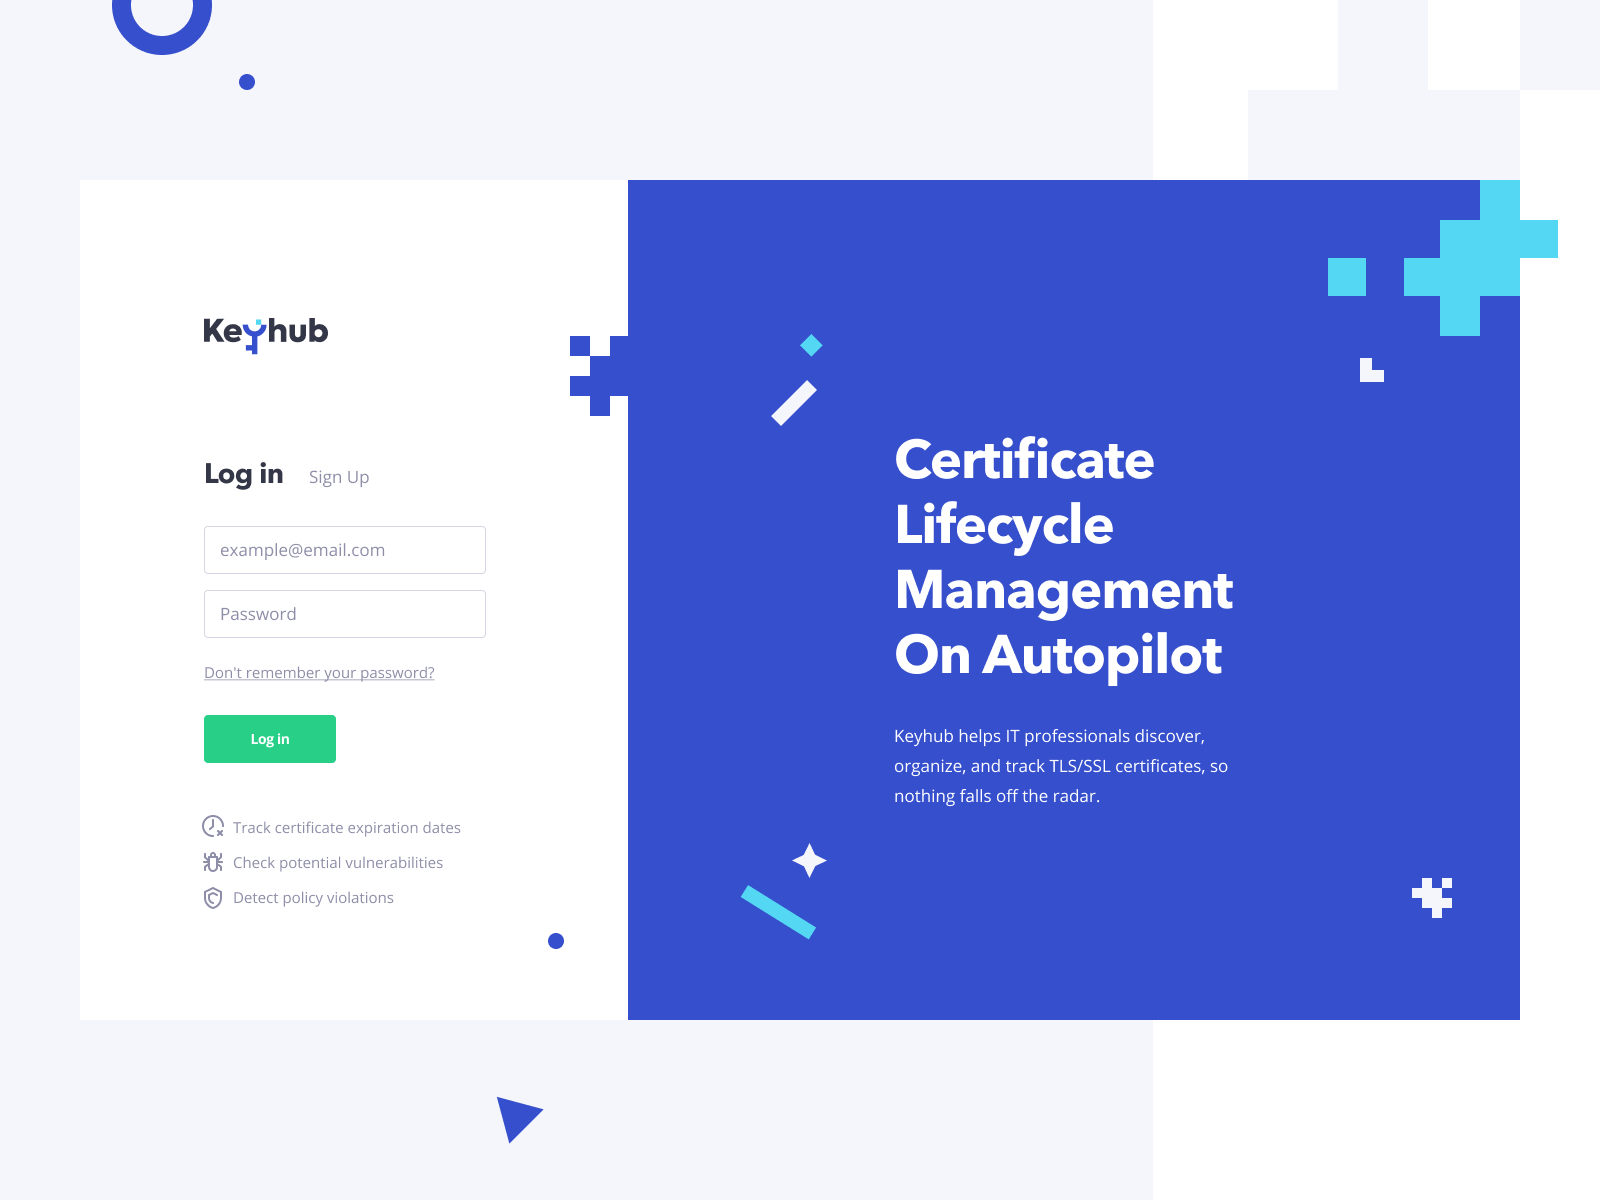 Keyhub
Log in
Sign Up
example@email.com
Password
Don't remember your password?
Log in
Track certificate expiration dates
Check potential vulnerabilities
Detect policy violations
Certificate
Lifecycle
Management
On Autopilot
Keyhub helps IT professionals discover,
organize, and track TLS/SSL certificates, so
nothing falls off the radar.